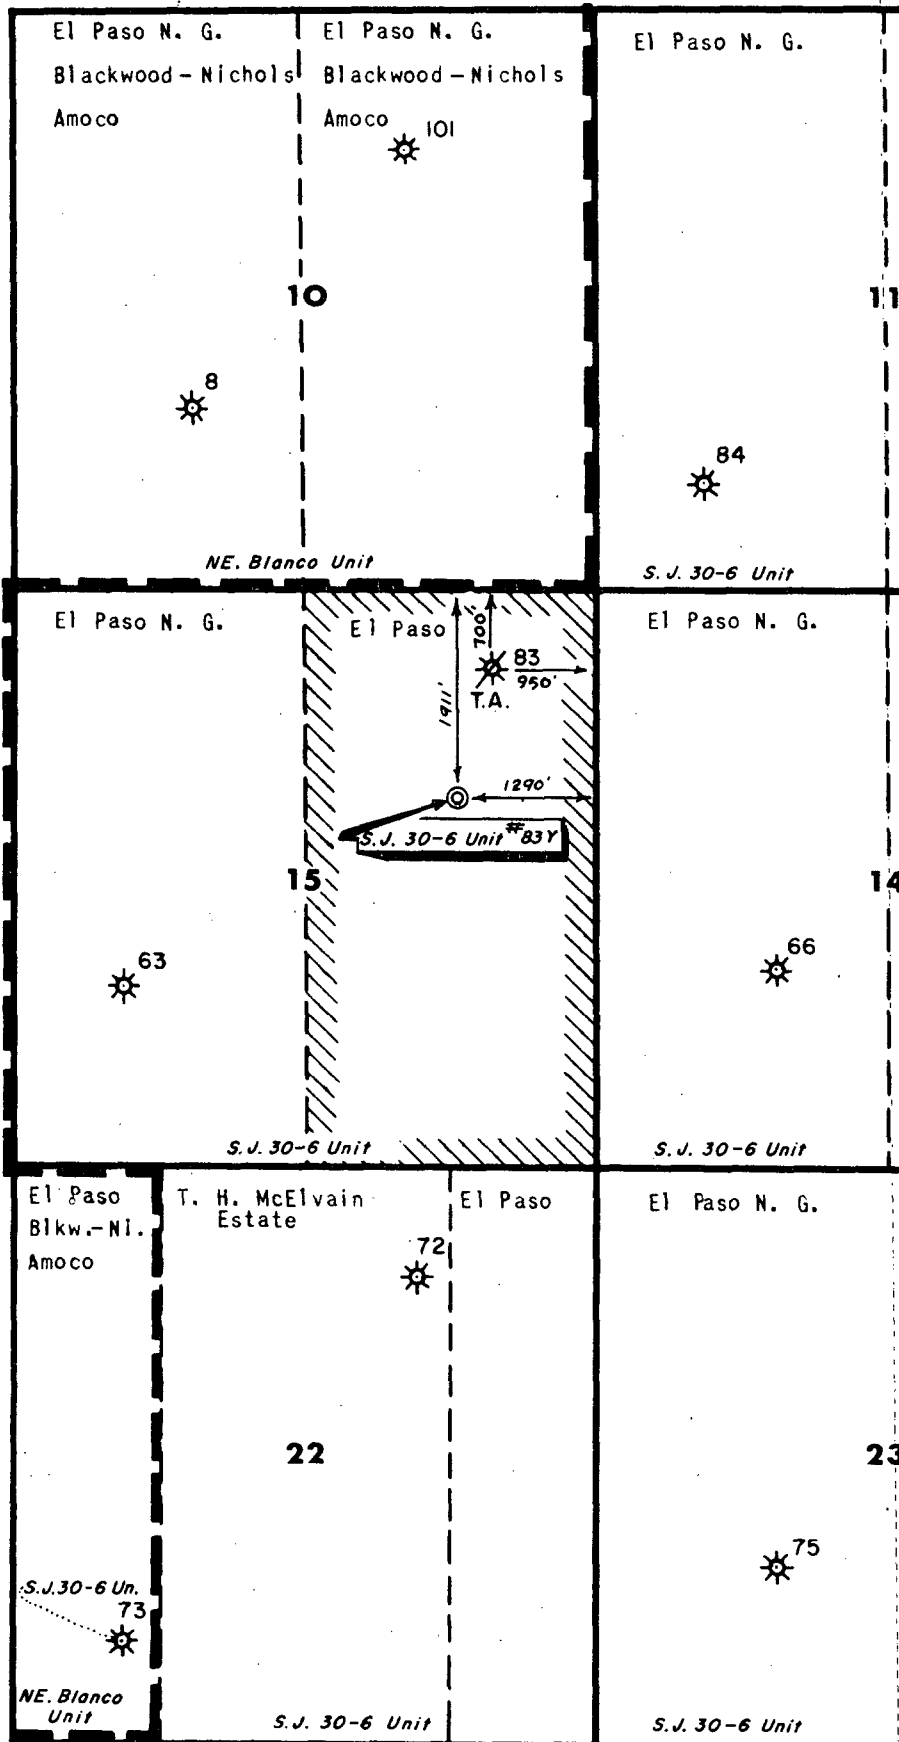 El Paso N. G.
Blackwood-Nichols
Amoco
El Paso N. G.
Blackwood-Nichols
Amoco
101
El Paso N. G.
10
11
8
84
NE. Blanco Unit
S. J. 30-6 Unit
El Paso N. G.
El Paso
700'
83
950'
T.A.
1911'
1290'
S.J. 30-6 Unit #83Y
El Paso N. G.
15
14
63
66
S.J. 30-6 Unit
S.J. 30-6 Unit
El Paso
Blkw.-Ni.
Amoco
T. H. McElvain
Estate
El Paso
72
El Paso N. G.
22
23
75
S.J.30-6 Un.
73
NE. Blanco
Unit
S.J. 30-6 Unit
S.J. 30-6 Unit